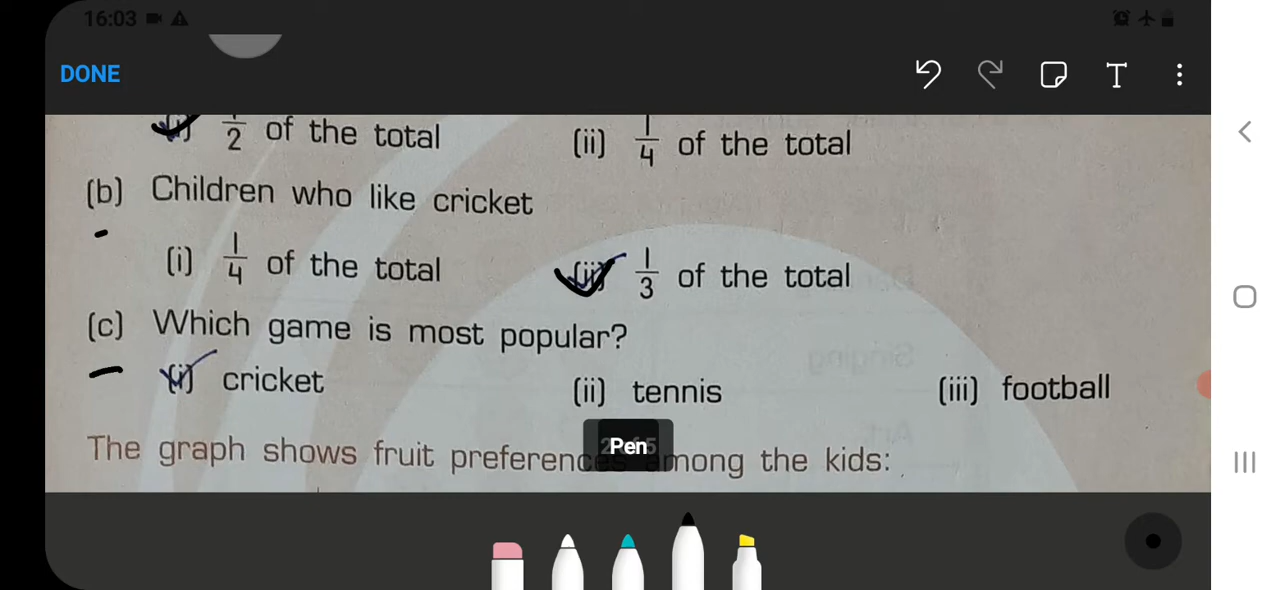 16:03
DONE
T
(i) 1/2 of the total (ii) 1/4 of the total
(b) Children who like cricket
(i) 1/4 of the total (ii) 1/3 of the total
(c) Which game is most popular?
(i) cricket (ii) tennis (iii) football
Pen
The graph shows fruit preferences among the kids: